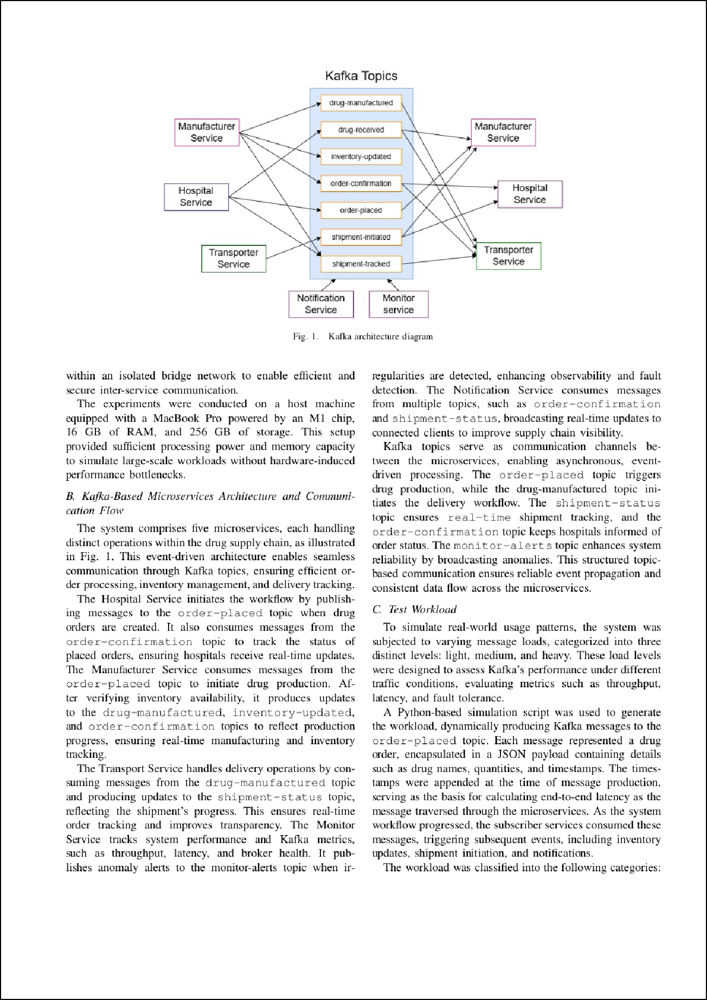 Kafka Topics
drug-manufactured
drug-received
inventory-updated
order-confirmation
order-placed
shipment-initiated
shipment-tracked
Manufacturer
Service
Hospital
Service
Transporter
Service
Manufacturer
Service
Hospital
Service
Transporter
Service
Notification
Service
Monitor
service
Fig. 1. Kafka architecture diagram
within an isolated bridge network to enable efficient and
secure inter-service communication.
The experiments were conducted on a host machine
equipped with a MacBook Pro powered by an M1 chip,
16 GB of RAM, and 256 GB of storage. This setup
provided sufficient processing power and memory capacity
to simulate large-scale workloads without hardware-induced
performance bottlenecks.
B. Kafka-Based Microservices Architecture and Communi-
cation Flow
The system comprises five microservices, each handling
distinct operations within the drug supply chain, as illustrated
in Fig. 1. This event-driven architecture enables seamless
communication through Kafka topics, ensuring efficient or-
der processing, inventory management, and delivery tracking.
The Hospital Service initiates the workflow by publish-
ing messages to the order-placed topic when drug
orders are created. It also consumes messages from the
order-confirmation topic to track the status of
placed orders, ensuring hospitals receive real-time updates.
The Manufacturer Service consumes messages from the
order-placed topic to initiate drug production. Af-
ter verifying inventory availability, it produces updates
to the drug-manufactured, inventory-updated,
and order-confirmation topics to reflect production
progress, ensuring real-time manufacturing and inventory
tracking.
The Transport Service handles delivery operations by con-
suming messages from the drug-manufactured topic
and producing updates to the shipment-status topic,
reflecting the shipment's progress. This ensures real-time
order tracking and improves transparency. The Monitor
Service tracks system performance and Kafka metrics,
such as throughput, latency, and broker health. It pub-
lishes anomaly alerts to the monitor-alerts topic when ir-
regularities are detected, enhancing observability and fault
detection. The Notification Service consumes messages
from multiple topics, such as order-confirmation
and shipment-status, broadcasting real-time updates to
connected clients to improve supply chain visibility.
Kafka topics serve as communication channels be-
tween the microservices, enabling asynchronous, event-
driven processing. The order-placed topic triggers
drug production, while the drug-manufactured topic ini-
tiates the delivery workflow. The shipment-status
topic ensures real-time shipment tracking, and the
order-confirmation topic keeps hospitals informed of
order status. The monitor-alerts topic enhances system
reliability by broadcasting anomalies. This structured topic-
based communication ensures reliable event propagation and
consistent data flow across the microservices.
C. Test Workload
To simulate real-world usage patterns, the system was
subjected to varying message loads, categorized into three
distinct levels: light, medium, and heavy. These load levels
were designed to assess Kafka's performance under different
traffic conditions, evaluating metrics such as throughput,
latency, and fault tolerance.
A Python-based simulation script was used to generate
the workload, dynamically producing Kafka messages to the
order-placed topic. Each message represented a drug
order, encapsulated in a JSON payload containing details
such as drug names, quantities, and timestamps. The times-
tamps were appended at the time of message production,
serving as the basis for calculating end-to-end latency as the
message traversed through the microservices. As the system
workflow progressed, the subscriber services consumed these
messages, triggering subsequent events, including inventory
updates, shipment initiation, and notifications.
The workload was classified into the following categories: